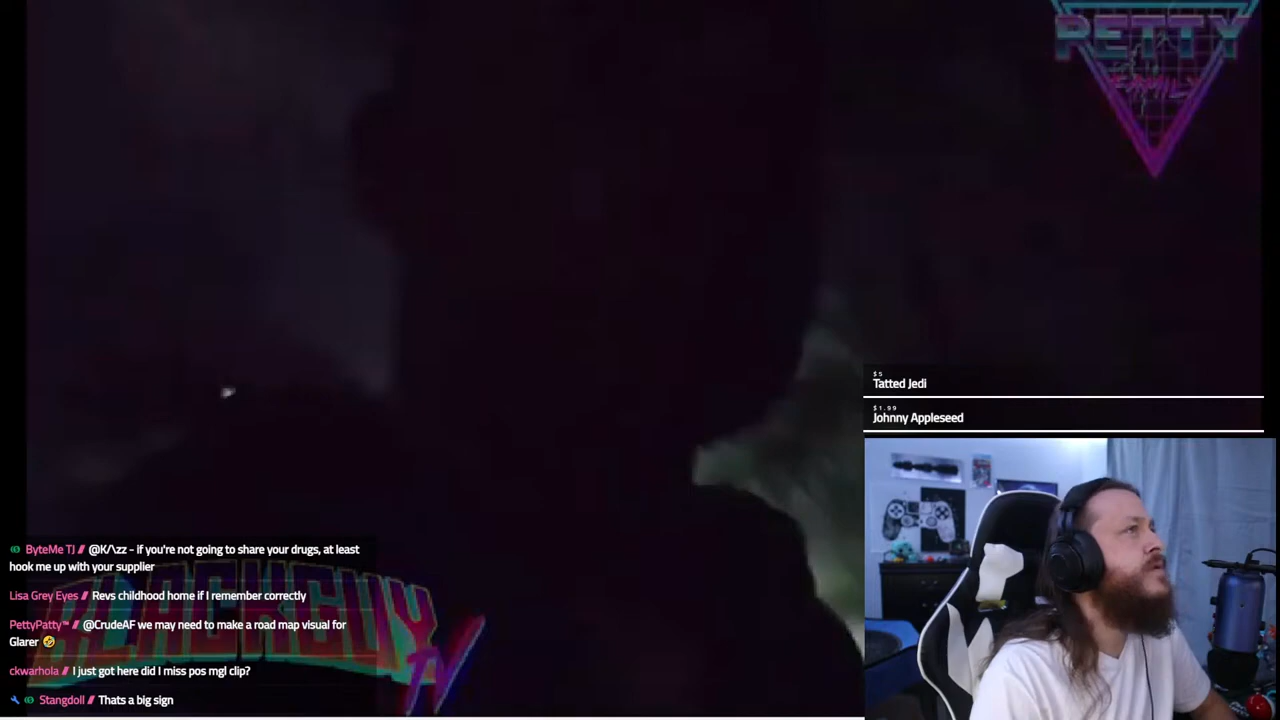 PETTY
FAMILY
$5
Tatted Jedi
$1.99
Johnny Appleseed
ByteMe TJ // @K/\zz - if you're not going to share your drugs, at least
hook me up with your supplier
Lisa Grey Eyes // Revs childhood home if I remember correctly
PettyPatty™ // @CrudeAF we may need to make a road map visual for
Glarer 🤣
ckwarhola // I just got here did I miss pos mgl clip?
Stangdoll // Thats a big sign
BLACKGUY
TV